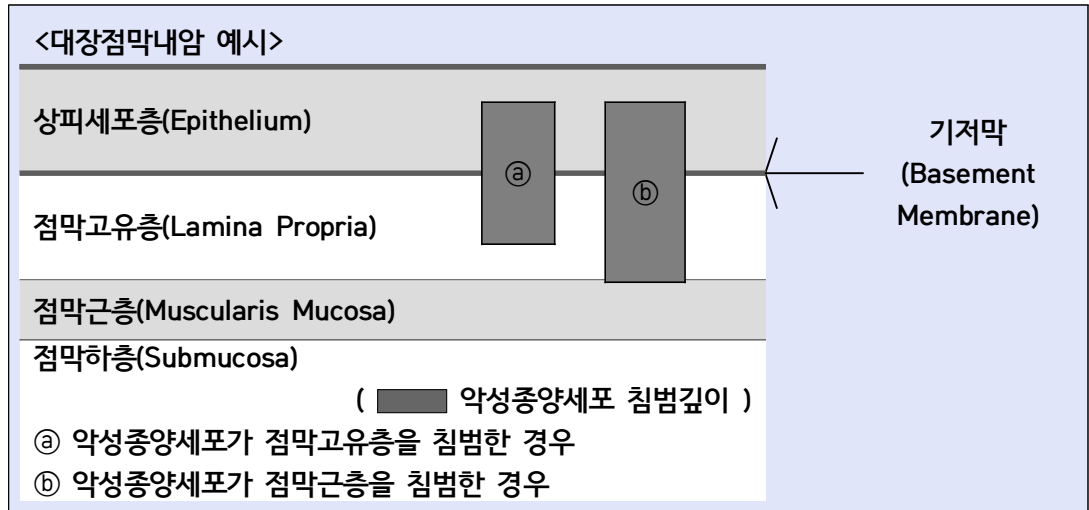 <대장점막내암 예시>
상피세포층(Epithelium)
ⓐ
ⓑ
기저막
(Basement
Membrane)
점막고유층(Lamina Propria)
점막근층(Muscularis Mucosa)
점막하층(Submucosa)
( 악성종양세포 침범깊이 )
ⓐ 악성종양세포가 점막고유층을 침범한 경우
ⓑ 악성종양세포가 점막근층을 침범한 경우